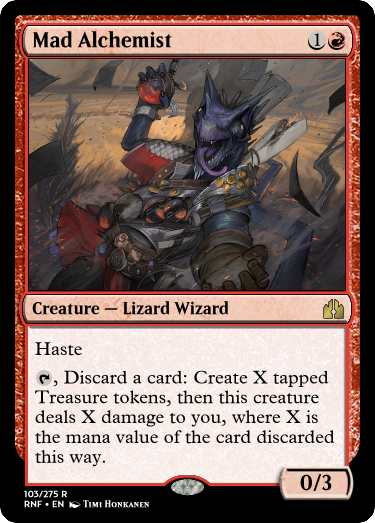 Mad Alchemist 1
Creature — Lizard Wizard
Haste
, Discard a card: Create X tapped
Treasure tokens, then this creature
deals X damage to you, where X is
the mana value of the card discarded
this way.
0/3
103/275 R
RNF • EN Timi Honkanen